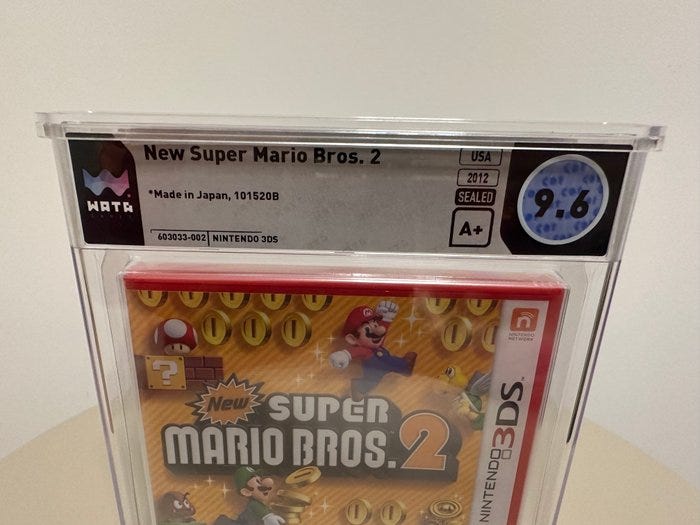 New Super Mario Bros. 2
*Made in Japan, 101520B
603033-002 NINTENDO 3DS
WATA
USA
2012
SEALED
A+
9.6
NINTENDO
NETWORK
?
New SUPER
MARIO BROS. 2
NINTENDO 3DS